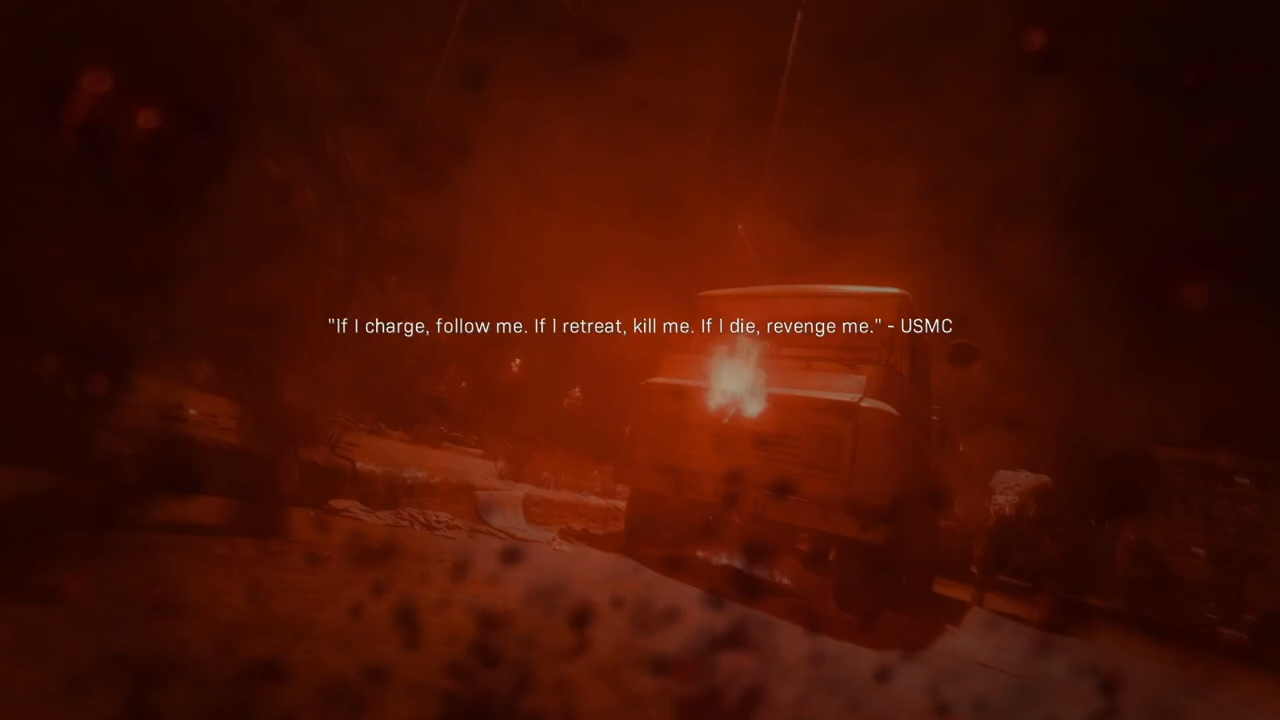 "If I charge, follow me. If I retreat, kill me. If I die, revenge me." - USMC